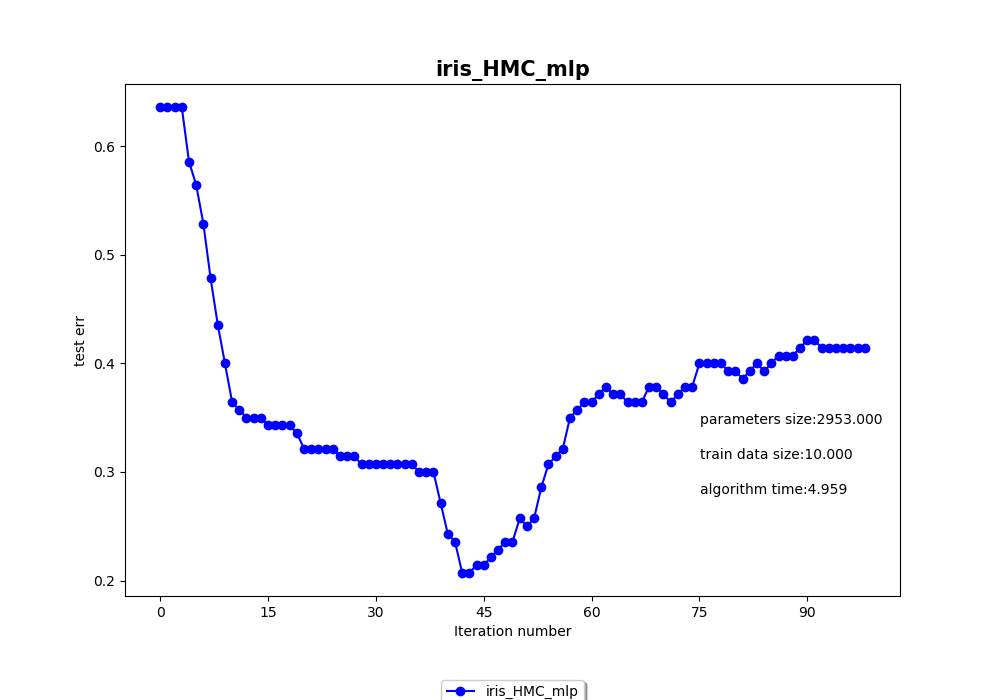 iris_HMC_mlp
0.6
0.5
0.4
0.3
0.2
test err
parameters size:2953.000
train data size:10.000
algorithm time:4.959
0 15 30 45 60 75 90
Iteration number
iris_HMC_mlp